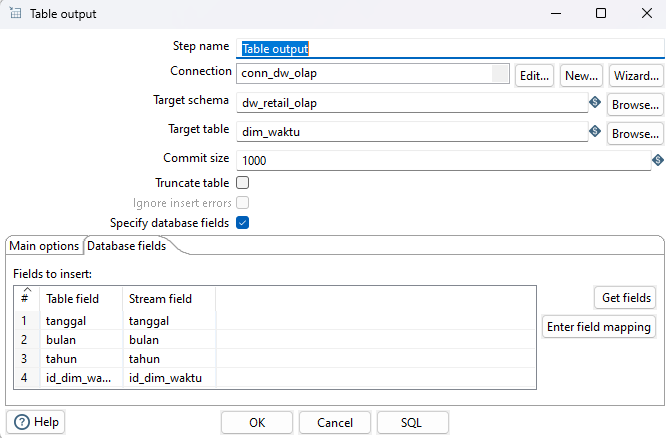 Table output
Step name Table output
Connection conn_dw_olap Edit... New... Wizard...
Target schema dw_retail_olap S Browse...
Target table dim_waktu S Browse...
Commit size 1000 S
Truncate table
Ignore insert errors
Specify database fields
Main options Database fields
Fields to insert:
# Table field Stream field
1 tanggal tanggal
2 bulan bulan
3 tahun tahun
4 id_dim_wa... id_dim_waktu
Get fields
Enter field mapping
? Help OK Cancel SQL